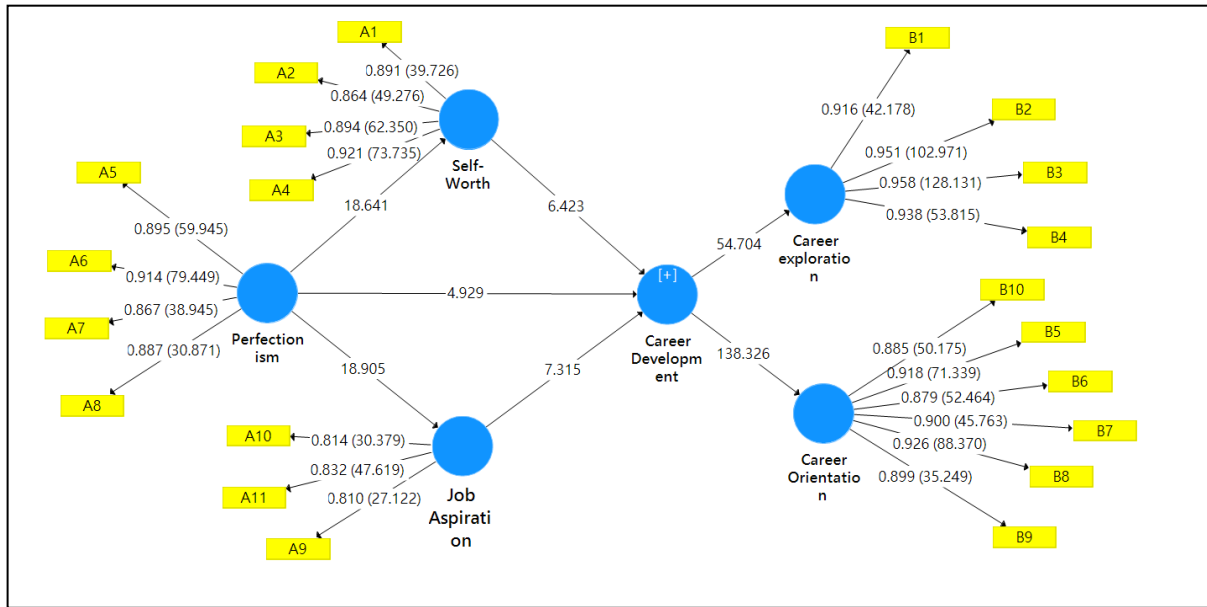 A1
A2
0.891 (39.726)
0.864 (49.276)
A3
0.894 (62.350)
A4
0.921 (73.735)
Self-
Worth
A5
0.895 (59.945)
A6
0.914 (79.449)
A7
0.867 (38.945)
0.887 (30.871)
A8
Perfection
ism
18.641
4.929
18.905
6.423
7.315
A10
0.814 (30.379)
0.832 (47.619)
A11
0.810 (27.122)
A9
Job
Aspirati
on
[+]
Career
Developm
ent
54.704
138.326
B1
0.916 (42.178)
B2
0.951 (102.971)
B3
0.958 (128.131)
0.938 (53.815)
B4
Career
exploratio
n
B10
0.885 (50.175)
B5
0.918 (71.339)
B6
0.879 (52.464)
0.900 (45.763)
B7
0.926 (88.370)
B8
0.899 (35.249)
B9
Career
Orientatio
n